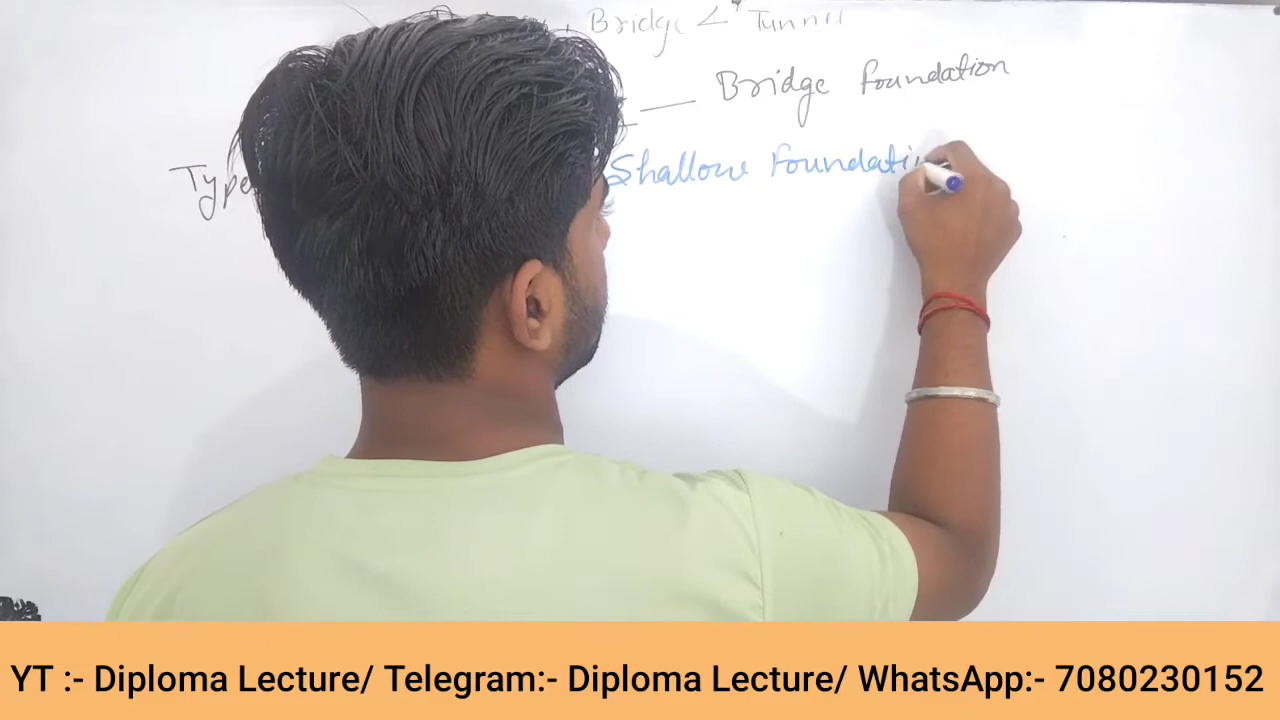 Bridge & Tunnel
— Bridge foundation
Type
Shallow Foundati
YT :- Diploma Lecture/ Telegram:- Diploma Lecture/ WhatsApp:- 7080230152